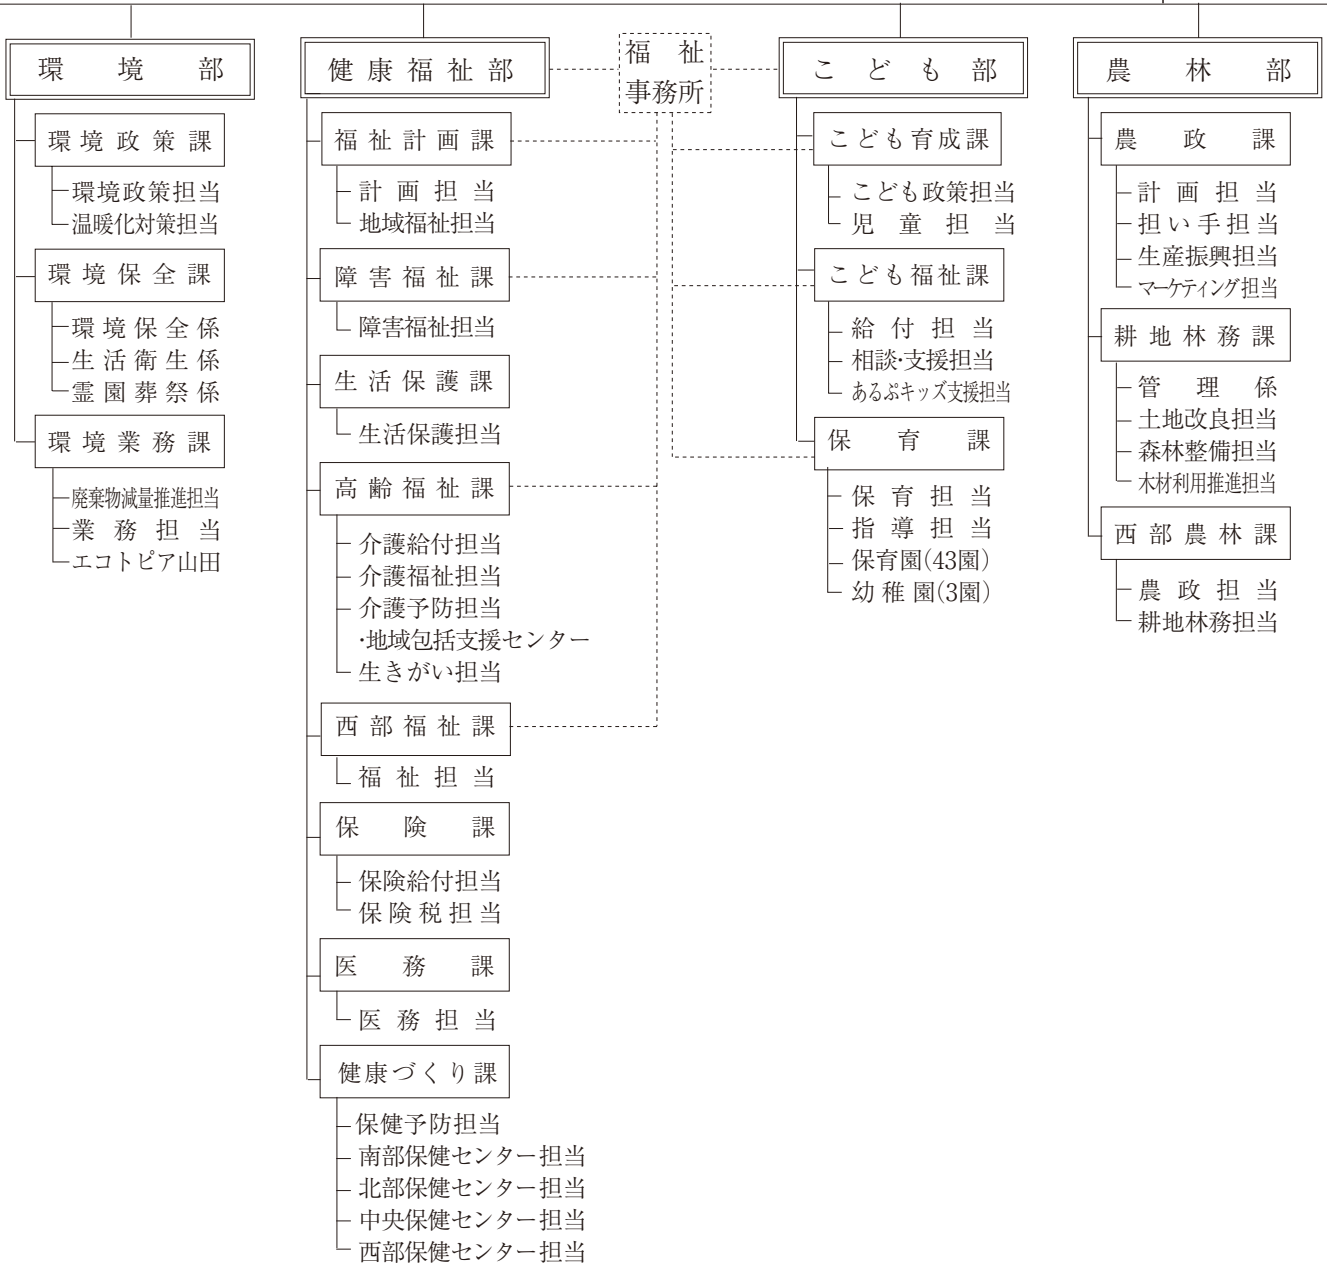 環境部
環境政策課
環境政策担当
温暖化対策担当
環境保全課
環境保全係
生活衛生係
霊園葬祭係
環境業務課
廃棄物減量推進担当
業務担当
エコトピア山田
健康福祉部
福祉計画課
計画担当
地域福祉担当
障害福祉課
障害福祉担当
生活保護課
生活保護担当
高齢福祉課
介護給付担当
介護福祉担当
介護予防担当
・地域包括支援センター
生きがい担当
西部福祉課
福祉担当
保険課
保険給付担当
保険税担当
医務課
医務担当
健康づくり課
保健予防担当
南部保健センター担当
北部保健センター担当
中央保健センター担当
西部保健センター担当
福祉
事務所
こども部
こども育成課
こども政策担当
児童担当
こども福祉課
給付担当
相談・支援担当
あるぷキッズ支援担当
保育課
保育担当
指導担当
保育園(43園)
幼稚園(3園)
農林部
農政課
計画担当
担い手担当
生産振興担当
マーケティング担当
耕地林務課
管理係
土地改良担当
森林整備担当
木材利用推進担当
西部農林課
農政担当
耕地林務担当